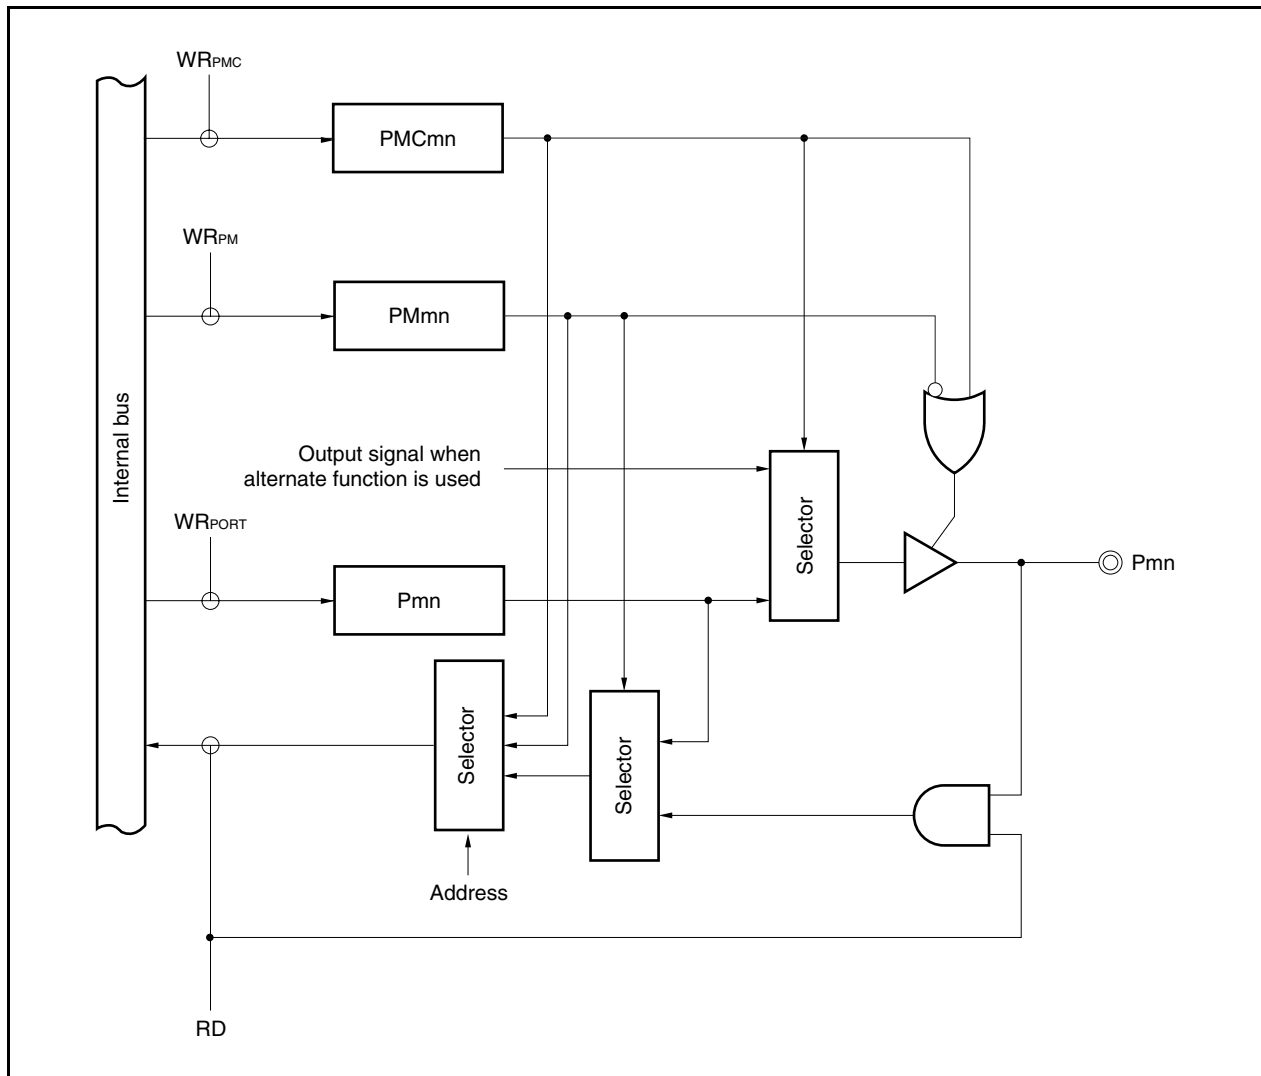 WRPMC
PMCmn
WRPM
PMmn
Internal bus
Output signal when
alternate function is used
Selector
WRPORT
Pmn
Pmn
Selector
Selector
Address
RD